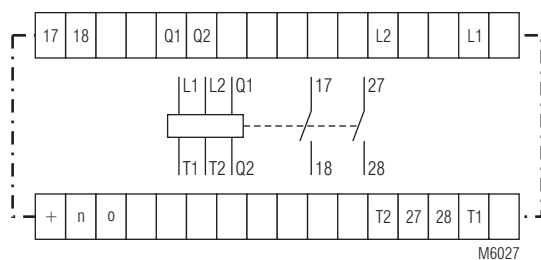 17 18 Q1 Q2 L2 L1
L1 L2 Q1 17 27
T1 T2 Q2 18 28
+ n o T2 27 28 T1
M6027